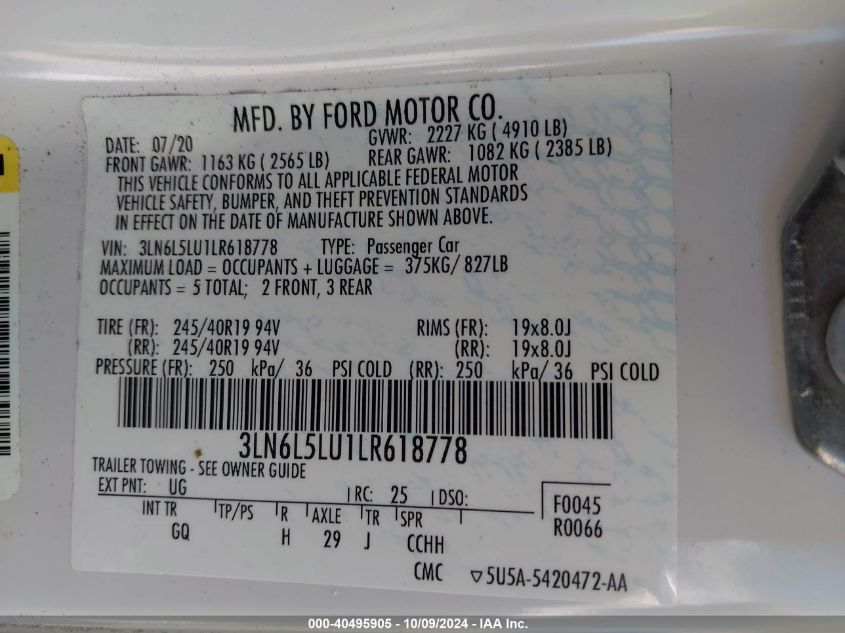 MFD. BY FORD MOTOR CO.
DATE: 07/20 GVWR: 2227 KG ( 4910 LB)
FRONT GAWR: 1163 KG ( 2565 LB) REAR GAWR: 1082 KG ( 2385 LB)
THIS VEHICLE CONFORMS TO ALL APPLICABLE FEDERAL MOTOR
VEHICLE SAFETY, BUMPER, AND THEFT PREVENTION STANDARDS
IN EFFECT ON THE DATE OF MANUFACTURE SHOWN ABOVE.
VIN: 3LN6L5LU1LR618778 TYPE: Passenger Car
MAXIMUM LOAD = OCCUPANTS + LUGGAGE = 375KG/ 827LB
OCCUPANTS = 5 TOTAL; 2 FRONT, 3 REAR
TIRE (FR): 245/40R19 94V RIMS (FR): 19x8.0J
(RR): 245/40R19 94V (RR): 19x8.0J
PRESSURE (FR): 250 kPa/ 36 PSI COLD (RR): 250 kPa/ 36 PSI COLD
3LN6L5LU1LR618778
TRAILER TOWING - SEE OWNER GUIDE
EXT PNT: UG RC: 25 DSO: F0045
INT TR TP/PS R AXLE TR SPR R0066
GQ H 29 J CCHH
CMC ▽5U5A-5420472-AA
000-40495905 - 10/09/2024 - IAA Inc.